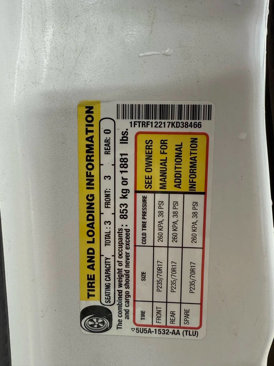 TIRE AND LOADING INFORMATION
SEATING CAPACITY TOTAL: 3 FRONT: 3 REAR: 0
The combined weight of occupants
and cargo should never exceed: 853 kg or 1881 lbs.
TIRE SIZE COLD TIRE PRESSURE
FRONT P235/70R17 260 KPA, 38 PSI
REAR P235/70R17 260 KPA, 38 PSI
SPARE P235/70R17 260 KPA, 38 PSI
SEE OWNERS
MANUAL FOR
ADDITIONAL
INFORMATION
5U5A-1532-AA (TLU)
1FTRF12217KD38466